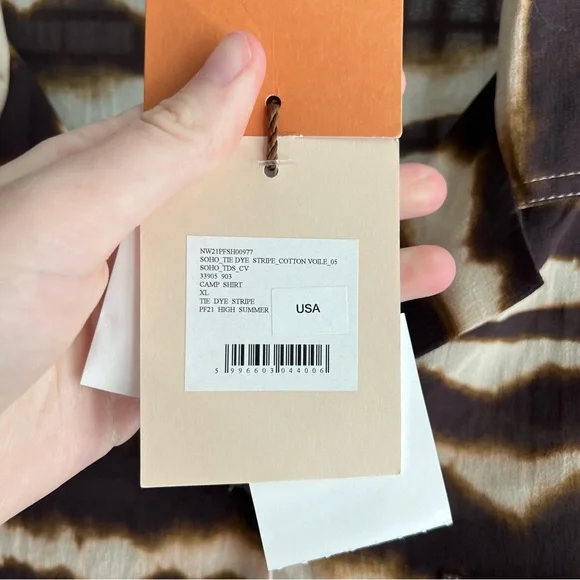 NW21PFSH00977
SOHO_TIE DYE STRIPE_COTTON VOILE_05
SOHO_TDS_CV
33905 903
CAMP SHIRT
XL
TIE DYE STRIPE
PF21 HIGH SUMMER
USA
5 996603 044006